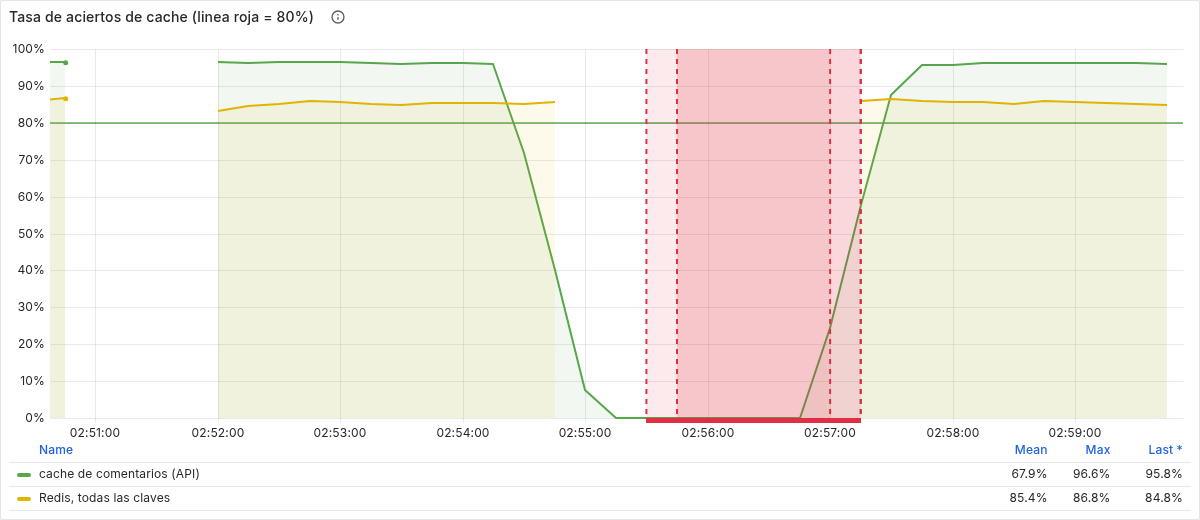 Tasa de aciertos de cache (linea roja = 80%)
100%
90%
80%
70%
60%
50%
40%
30%
20%
10%
0%
02:51:00 02:52:00 02:53:00 02:54:00 02:55:00 02:56:00 02:57:00 02:58:00 02:59:00
Name Mean Max Last *
cache de comentarios (API) 67.9% 96.6% 95.8%
Redis, todas las claves 85.4% 86.8% 84.8%